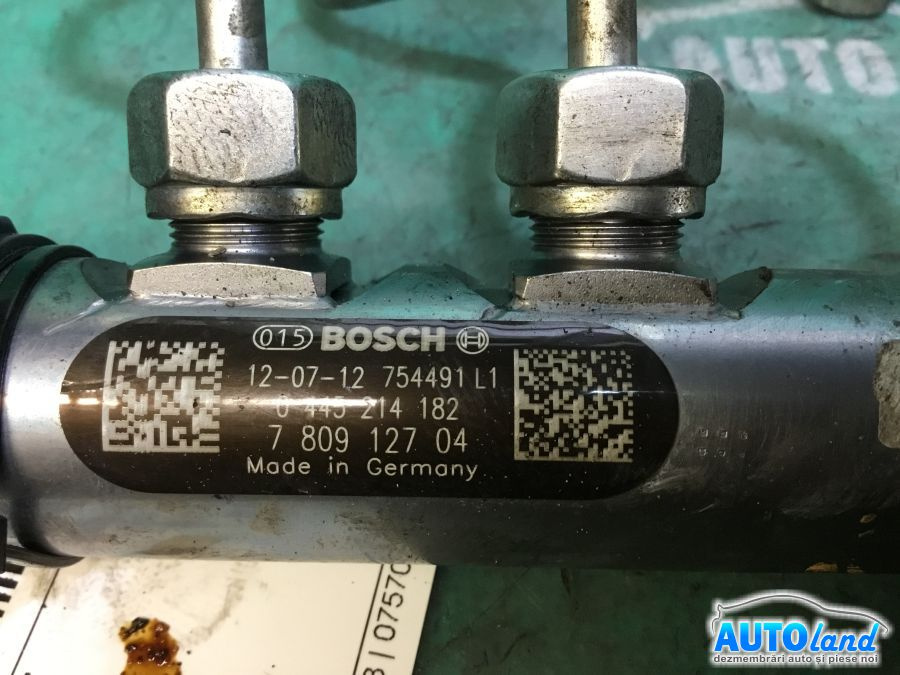 AUTO
015 BOSCH
12-07-12 754491 L1
0 445 214 182
7 809 127 04
Made in Germany
AUTOland
dezmembrări auto și piese noi